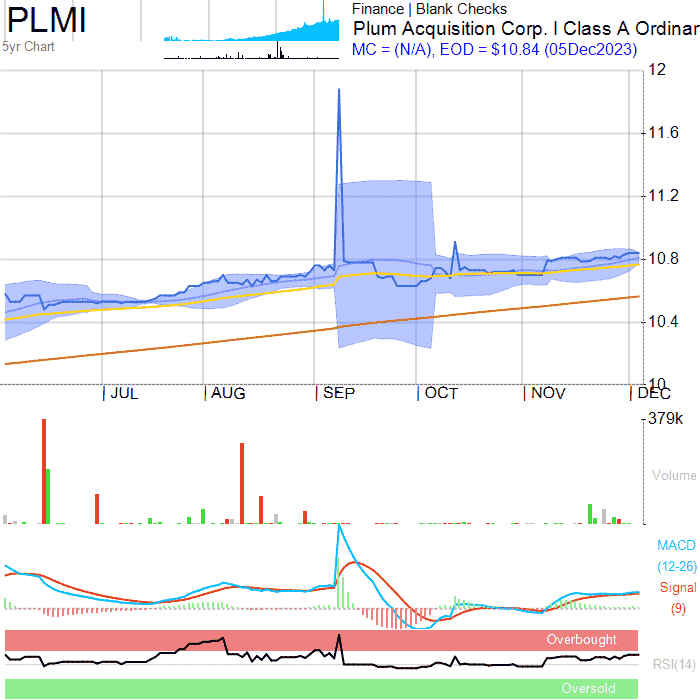 PLMI
5yr Chart
Finance | Blank Checks
Plum Acquisition Corp. I Class A Ordinar
MC = (N/A), EOD = $10.84 (05Dec2023)
12
11.6
11.2
10.8
10.4
10
JUL AUG SEP OCT NOV DEC
379k
Volume
MACD
(12-26)
Signal
(9)
Overbought
RSI(14)
Oversold